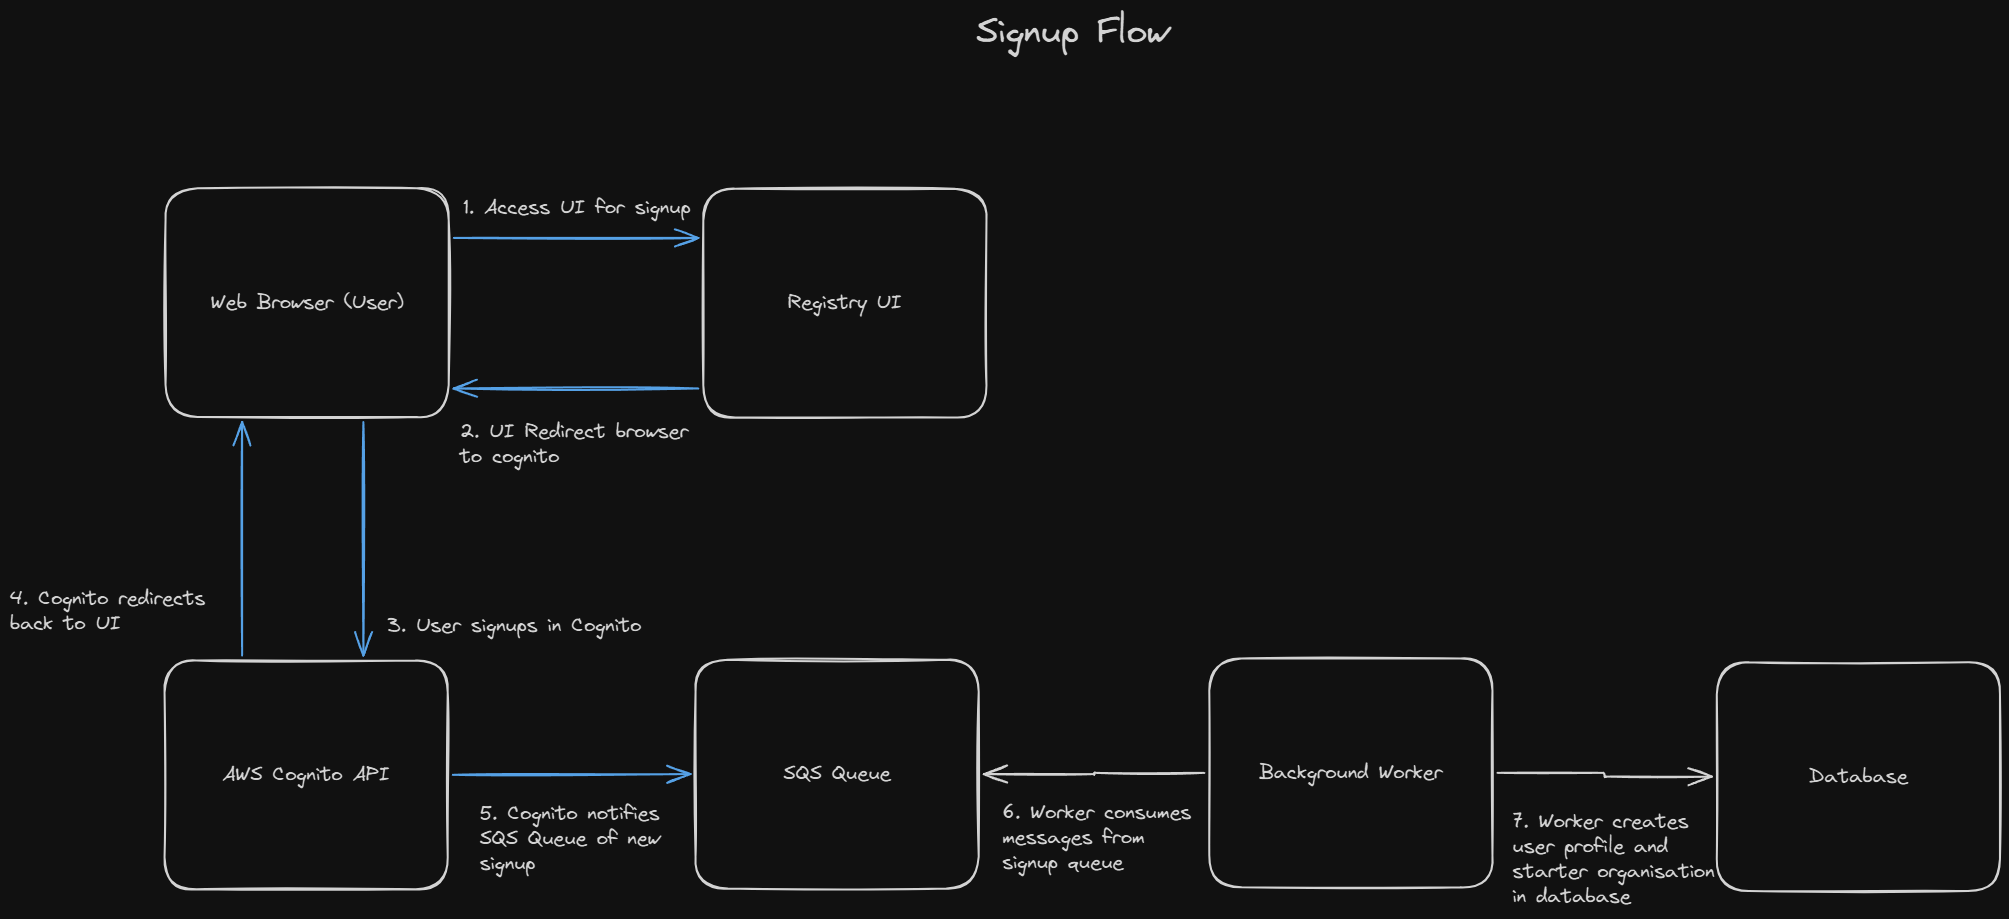 Signup Flow
1. Access UI for signup
Web Browser (User)
Registry UI
2. UI Redirect browser
to cognito
4. Cognito redirects
back to UI
3. User signups in Cognito
AWS Cognito API
SQS Queue
Background Worker
Database
5. Cognito notifies
SQS Queue of new
signup
6. Worker consumes
messages from
signup queue
7. Worker creates
user profile and
starter organisation
in database